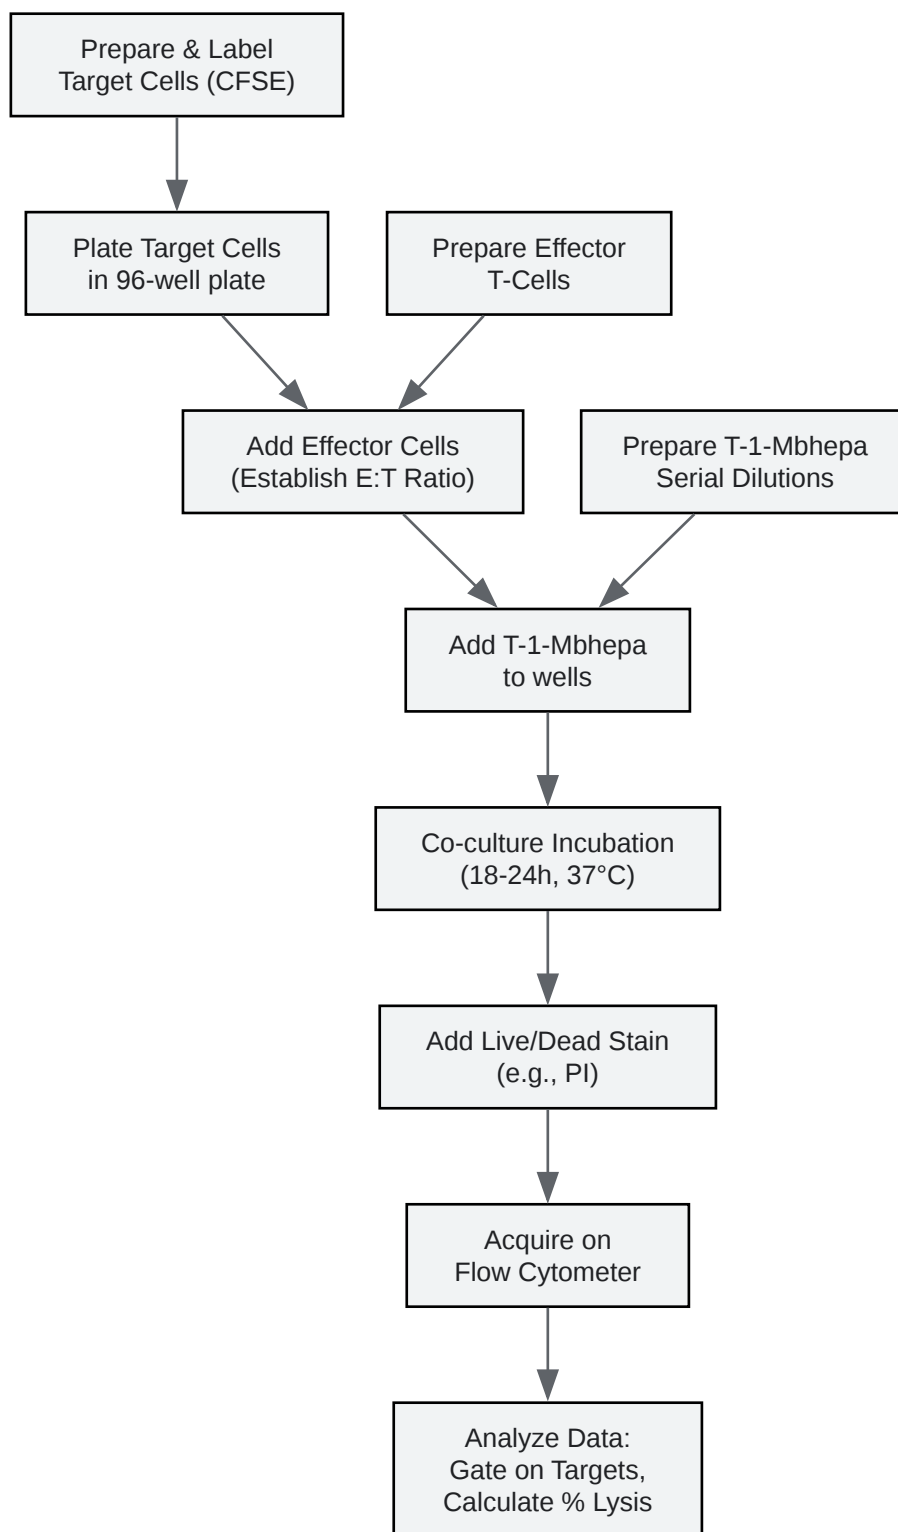 Prepare & Label
Target Cells (CFSE)
Plate Target Cells
in 96-well plate
Prepare Effector
T-Cells
Add Effector Cells
(Establish E:T Ratio)
Prepare T-1-Mbhepa
Serial Dilutions
Add T-1-Mbhepa
to wells
Co-culture Incubation
(18-24h, 37°C)
Add Live/Dead Stain
(e.g., PI)
Acquire on
Flow Cytometer
Analyze Data:
Gate on Targets,
Calculate % Lysis